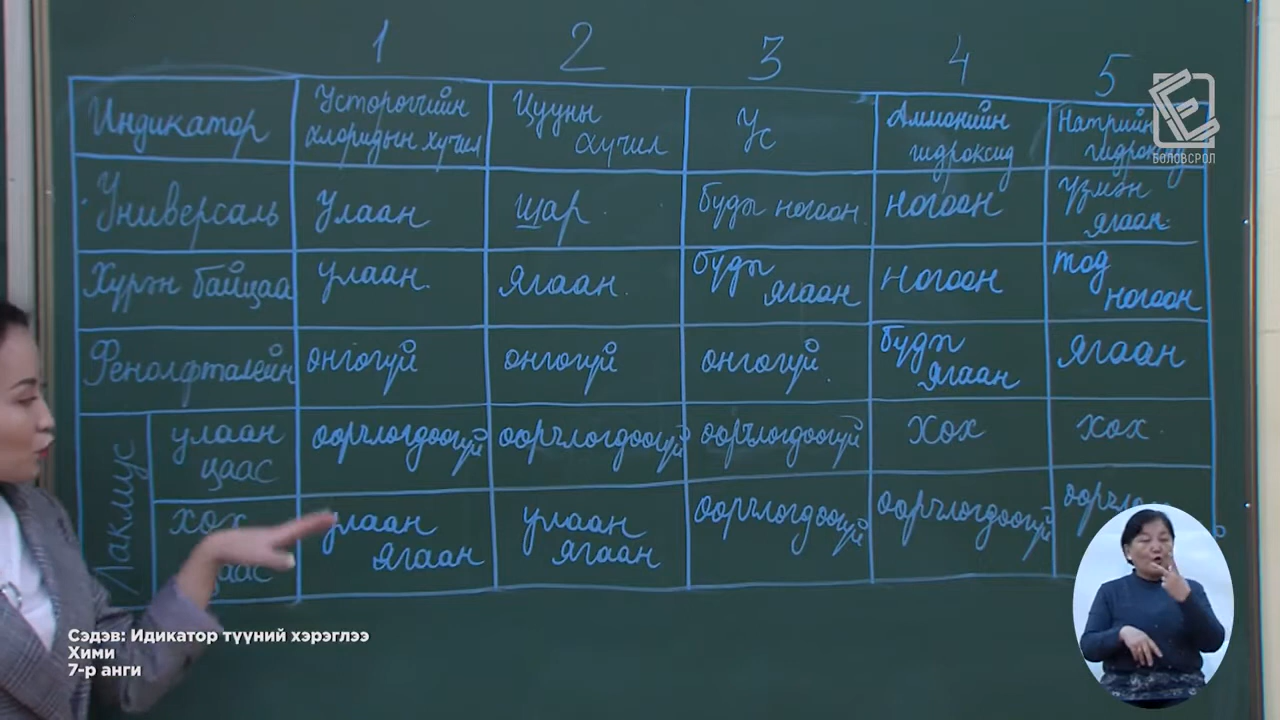 1 2 3 4 5
Индикатор
Устөрөгчийн
хлоридын хүчил
Цууны
хүчил
Ус
Аммонийн
гидроксид
Натрийн
гидроксид
БОЛОВСРОЛ
Универсаль
Улаан
шар
бүдэг ногоон
ногоон
үзмэн
ягаан
Хүрэн байцаа
улаан
ягаан
бүдэг
ягаан
ногоон
тод
ногоон
Фенолфталейн
өнгөгүй
өнгөгүй
өнгөгүй
бүдэг
ягаан
ягаан
Лакмус
улаан
цаас
өөрчлөгдөөгүй
өөрчлөгдөөгүй
өөрчлөгдөөгүй
хөх
хөх
хөх
цаас
улаан
ягаан
улаан
ягаан
өөрчлөгдөөгүй
өөрчлөгдөөгүй
Сэдэв: Идикатор түүний хэрэглээ
Хими
7-р анги